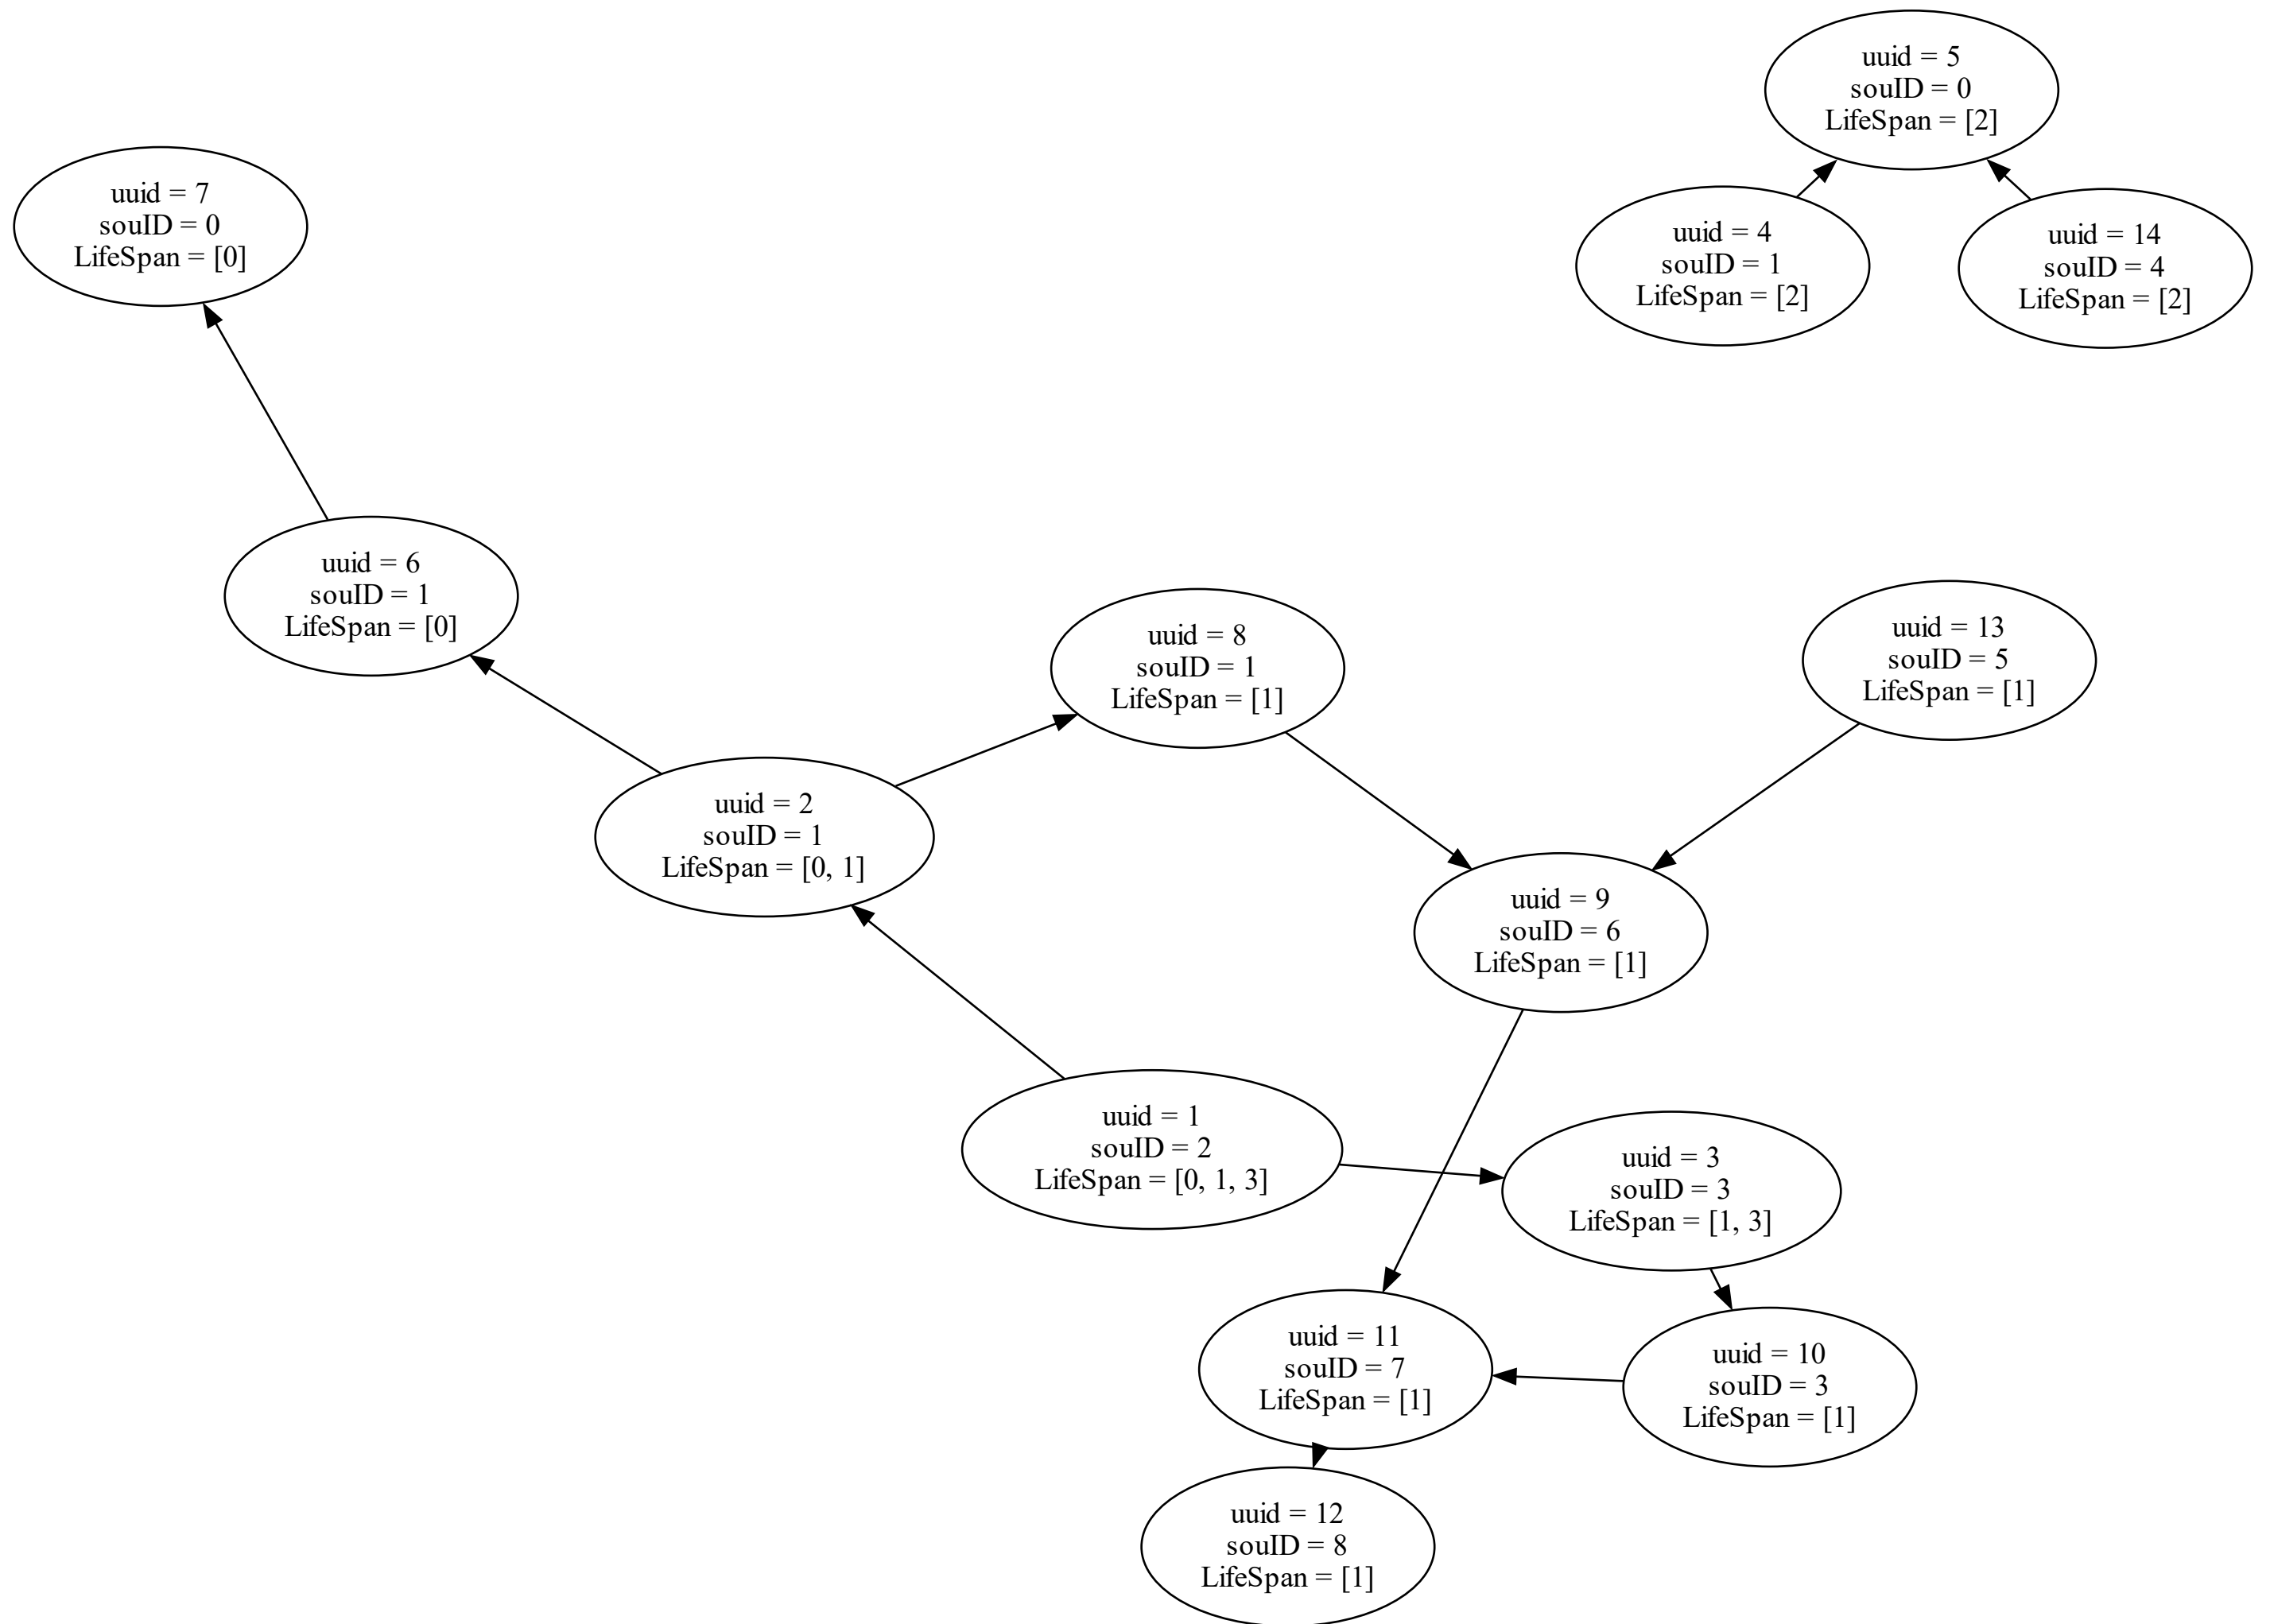 uuid = 5
souID = 0
LifeSpan = [2]
uuid = 7
souID = 0
LifeSpan = [0]
uuid = 4
souID = 1
LifeSpan = [2]
uuid = 14
souID = 4
LifeSpan = [2]
uuid = 6
souID = 1
LifeSpan = [0]
uuid = 8
souID = 1
LifeSpan = [1]
uuid = 13
souID = 5
LifeSpan = [1]
uuid = 2
souID = 1
LifeSpan = [0, 1]
uuid = 9
souID = 6
LifeSpan = [1]
uuid = 1
souID = 2
LifeSpan = [0, 1, 3]
uuid = 3
souID = 3
LifeSpan = [1, 3]
uuid = 11
souID = 7
LifeSpan = [1]
uuid = 10
souID = 3
LifeSpan = [1]
uuid = 12
souID = 8
LifeSpan = [1]